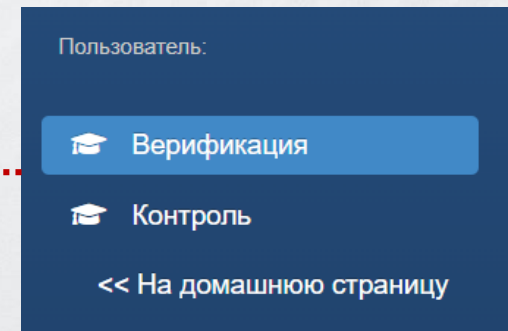 Пользователь:
Верификация
Контроль
<< На домашнюю страницу